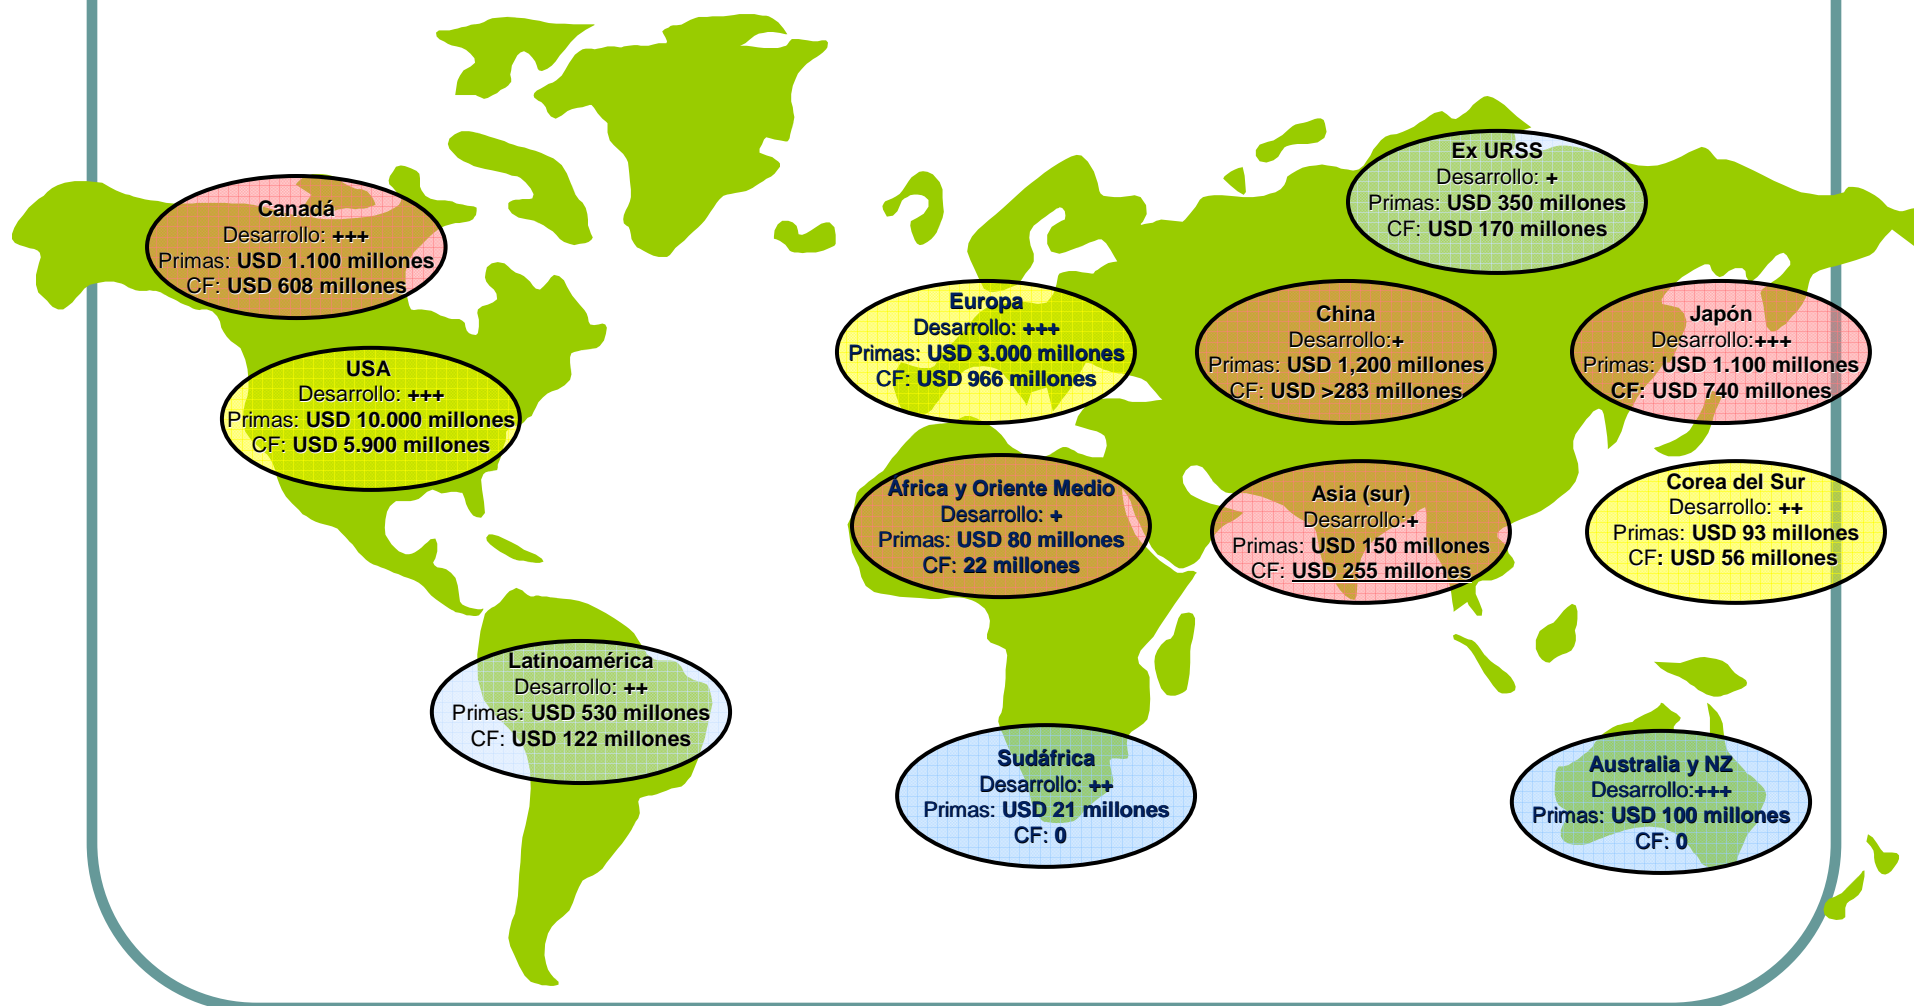 Ex URSS
Desarrollo: +
Primas: USD 350 millones
CF: USD 170 millones
Canadá
Desarrollo: +++
Primas: USD 1.100 millones
CF: USD 608 millones
Europa
Desarrollo: +++
Primas: USD 3.000 millones
CF: USD 966 millones
China
Desarrollo:+
Primas: USD 1,200 millones
CF: USD >283 millones
Japón
Desarrollo:+++
Primas: USD 1.100 millones
CF: USD 740 millones
USA
Desarrollo: +++
Primas: USD 10.000 millones
CF: USD 5.900 millones
África y Oriente Medio
Desarrollo: +
Primas: USD 80 millones
CF: 22 millones
Asia (sur)
Desarrollo:+
Primas: USD 150 millones
CF: USD 255 millones
Corea del Sur
Desarrollo: ++
Primas: USD 93 millones
CF: USD 56 millones
Latinoamérica
Desarrollo: ++
Primas: USD 530 millones
CF: USD 122 millones
Sudáfrica
Desarrollo: ++
Primas: USD 21 millones
CF: 0
Australia y NZ
Desarrollo:+++
Primas: USD 100 millones
CF: 0